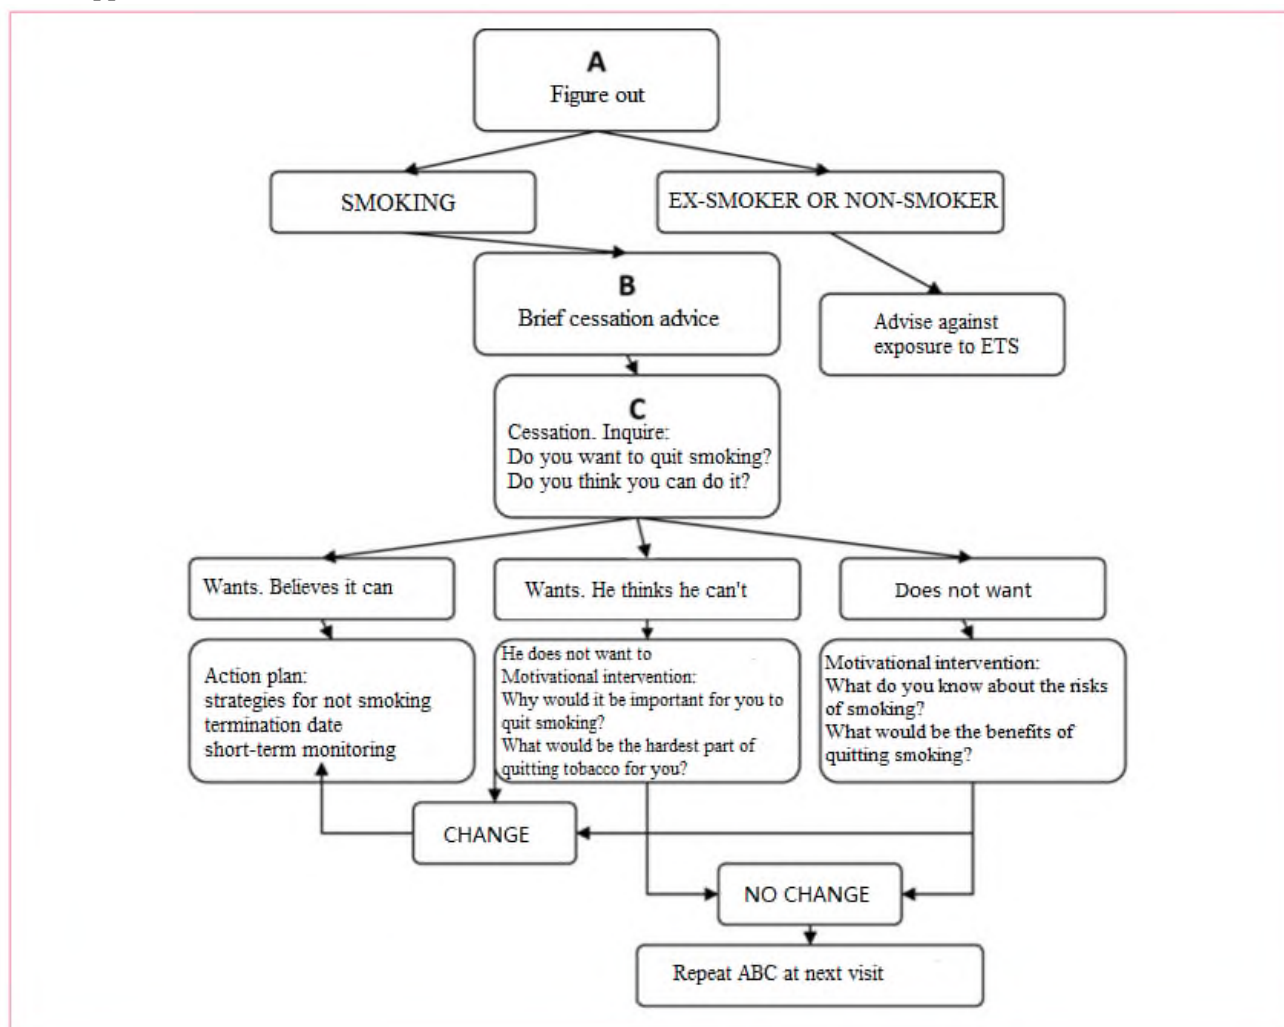 A
Figure out
SMOKING
EX-SMOKER OR NON-SMOKER
B
Brief cessation advice
Advise against
exposure to ETS
C
Cessation. Inquire:
Do you want to quit smoking?
Do you think you can do it?
Wants. Believes it can
Wants. He thinks he can't
Does not want
Action plan:
strategies for not smoking
termination date
short-term monitoring
He does not want to
Motivational intervention:
Why would it be important for you to
quit smoking?
What would be the hardest part of
quitting tobacco for you?
Motivational intervention:
What do you know about the risks
of smoking?
What would be the benefits of
quitting smoking?
CHANGE
NO CHANGE
Repeat ABC at next visit